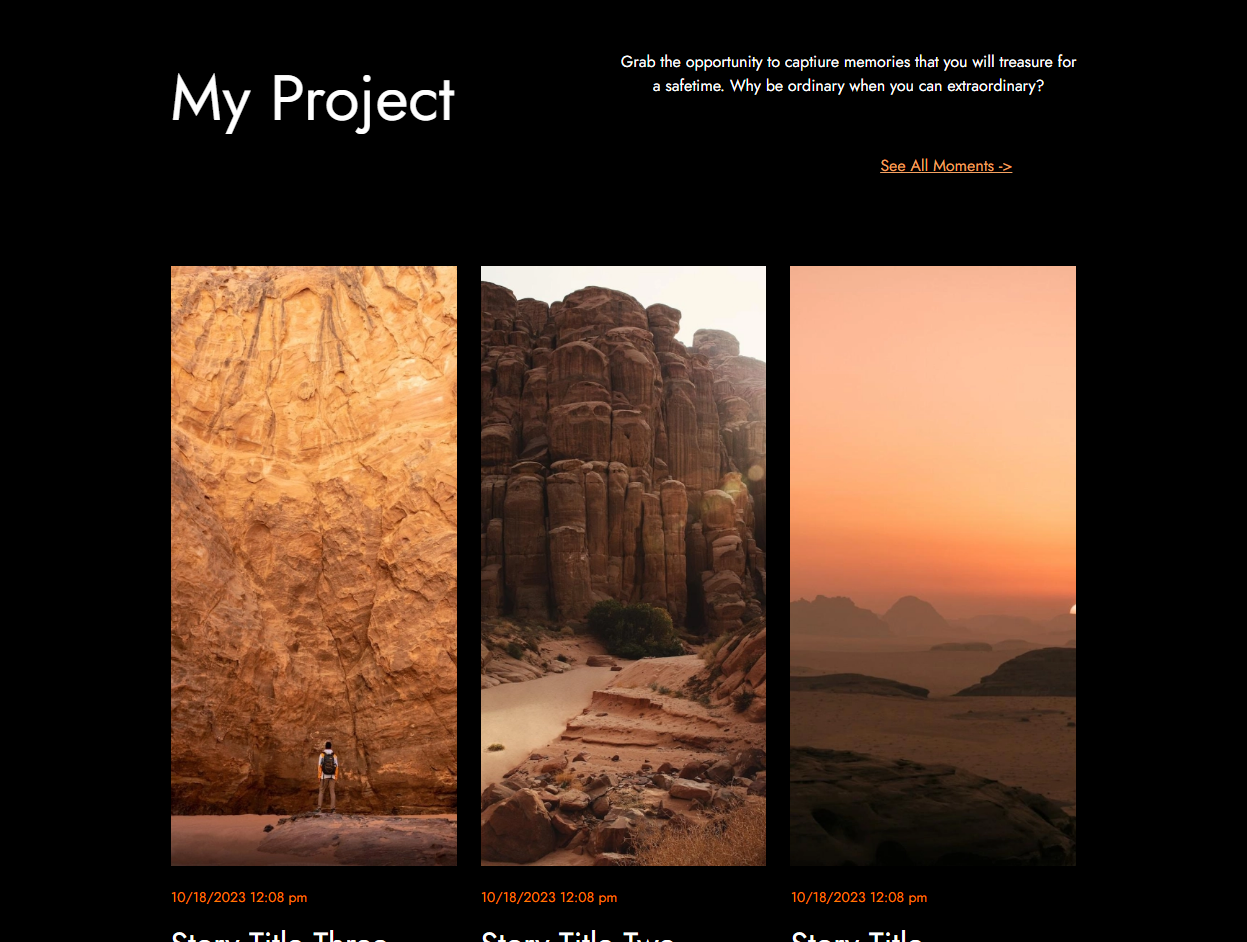 My Project
Grab the opportunity to captiure memories that you will treasure for
a safetime. Why be ordinary when you can extraordinary?
See All Moments ->
10/18/2023 12:08 pm
10/18/2023 12:08 pm
10/18/2023 12:08 pm
Story Title Three
Story Title Two
Story Title